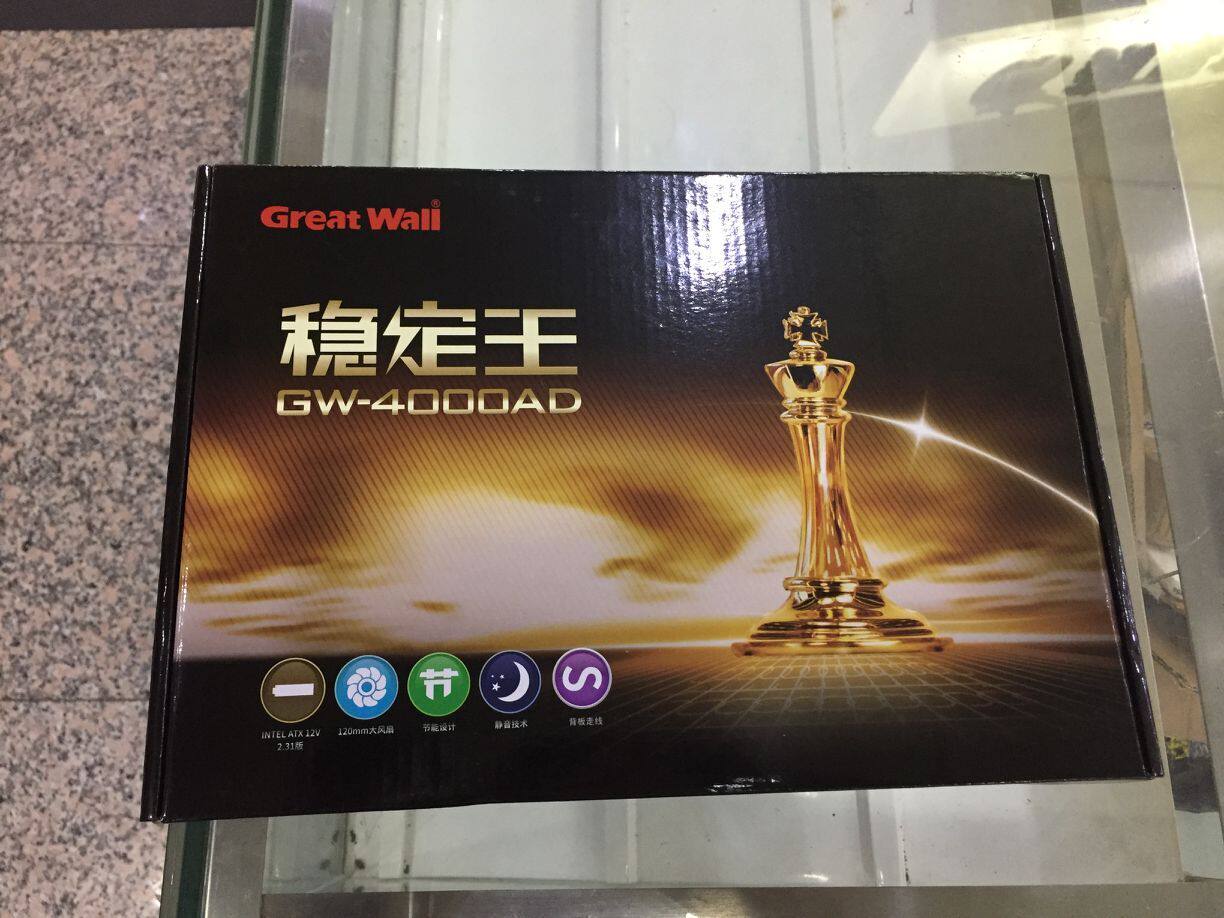 Great Wall®
稳定王
GW-4000AD
INTEL ATX 12V
2.31版
120mm大风扇
节能设计
静音技术
背板走线